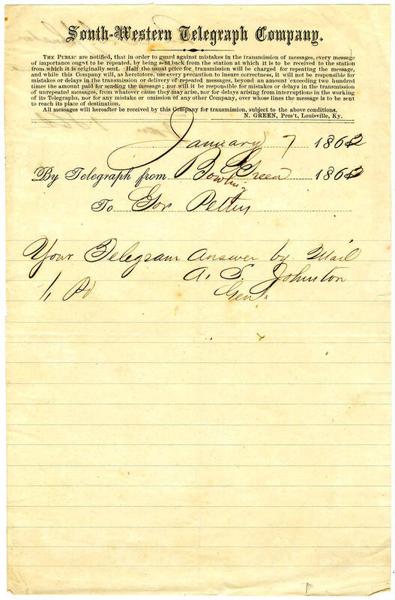 South-Western Telegraph Company.
THE PUBLIC are notified, that in order to guard against mistakes in the transmission of messages, every message
of importance ought to be repeated, by being sent back from the station at which it is to be received to the station
from which it is originally sent. Half the usual price for transmission will be charged for repeating the message,
and while this Company will, as heretofore, use every precaution to insure correctness, it will not be responsible for
mistakes or delays in the transmission or delivery of repeated messages, beyond an amount exceeding two hundred
times the amount paid for sending the message; nor will it be responsible for mistakes or delays in the transmission
of unrepeated messages, from whatever cause they may arise, nor for delays arising from interruptions in the working
of its Telegraphs, nor for any mistake or omission of any other Company, over whose lines the message is to be sent
to reach its place of destination.
All messages will hereafter be received by this Company for transmission, subject to the above conditions.
N. GREEN, Pres't, Louisville, Ky.
January 7 1862
By Telegraph from Bowling Green 1862
To Gov Pettus
Your Telegram answer by Mail
A. S. Johnston
Genl.